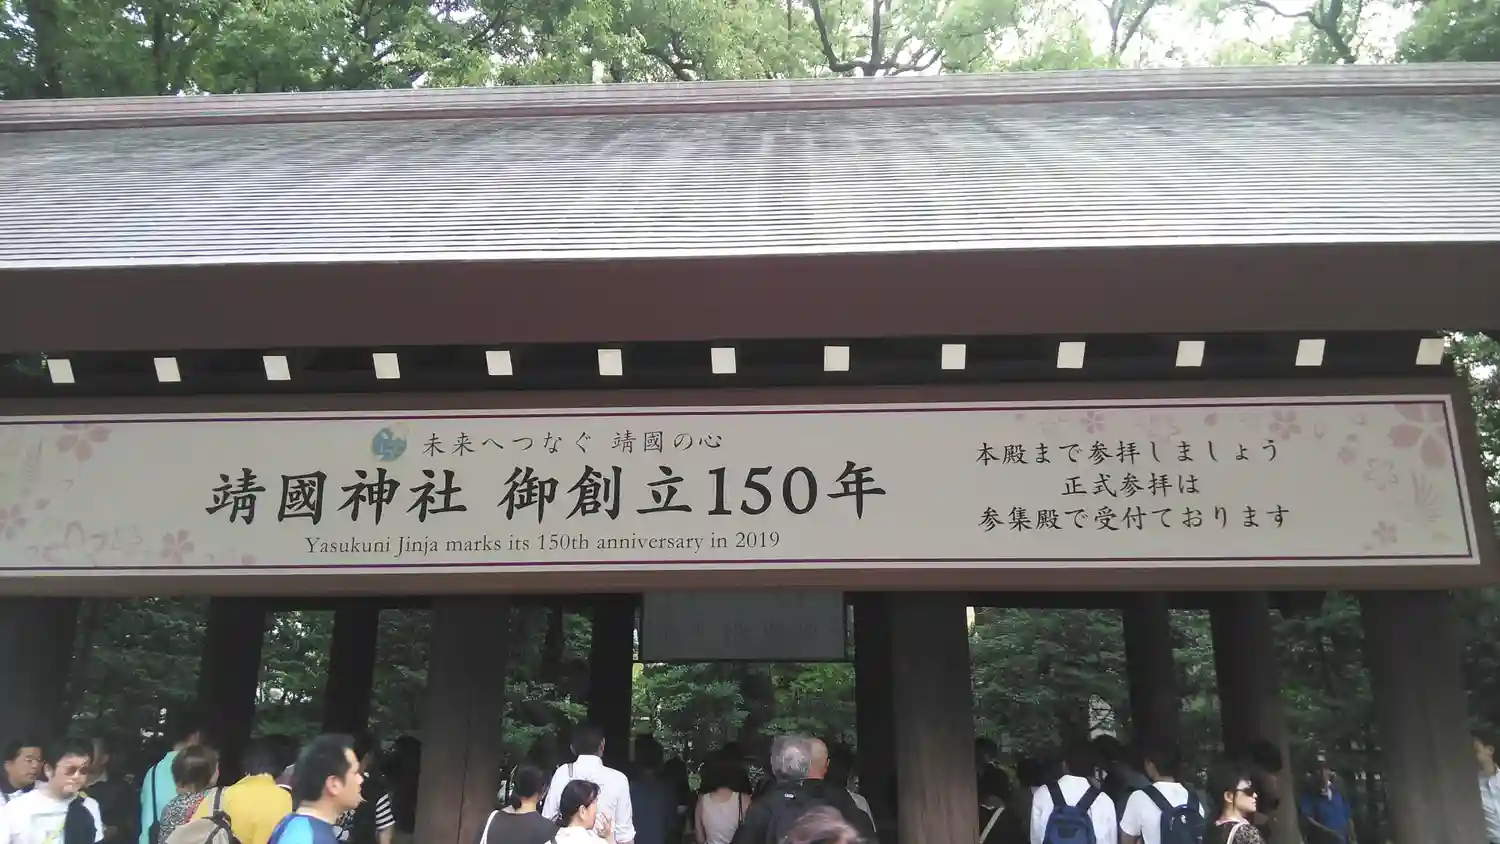 未来へつなぐ 靖國の心
靖國神社 御創立150年
Yasukuni Jinja marks its 150th anniversary in 2019
本殿まで参拝しましょう
正式参拝は
参集殿で受付ております